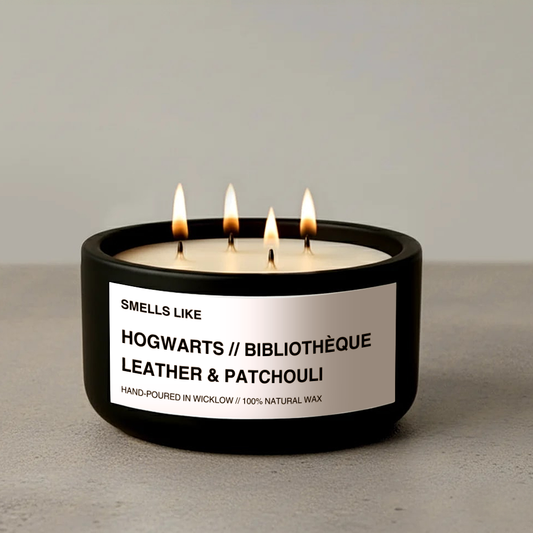 SMELLS LIKE
HOGWARTS // BIBLIOTHÈQUE
LEATHER & PATCHOULI
HAND-POURED IN WICKLOW // 100% NATURAL WAX